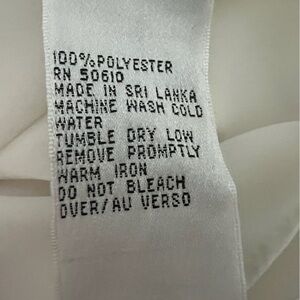 100%POLYESTER
RN 50610
MADE IN SRI LANKA
MACHINE WASH COLD
WATER
TUMBLE DRY LOW
REMOVE PROMPTLY
WARM IRON
DO NOT BLEACH
OVER/AU VERSO